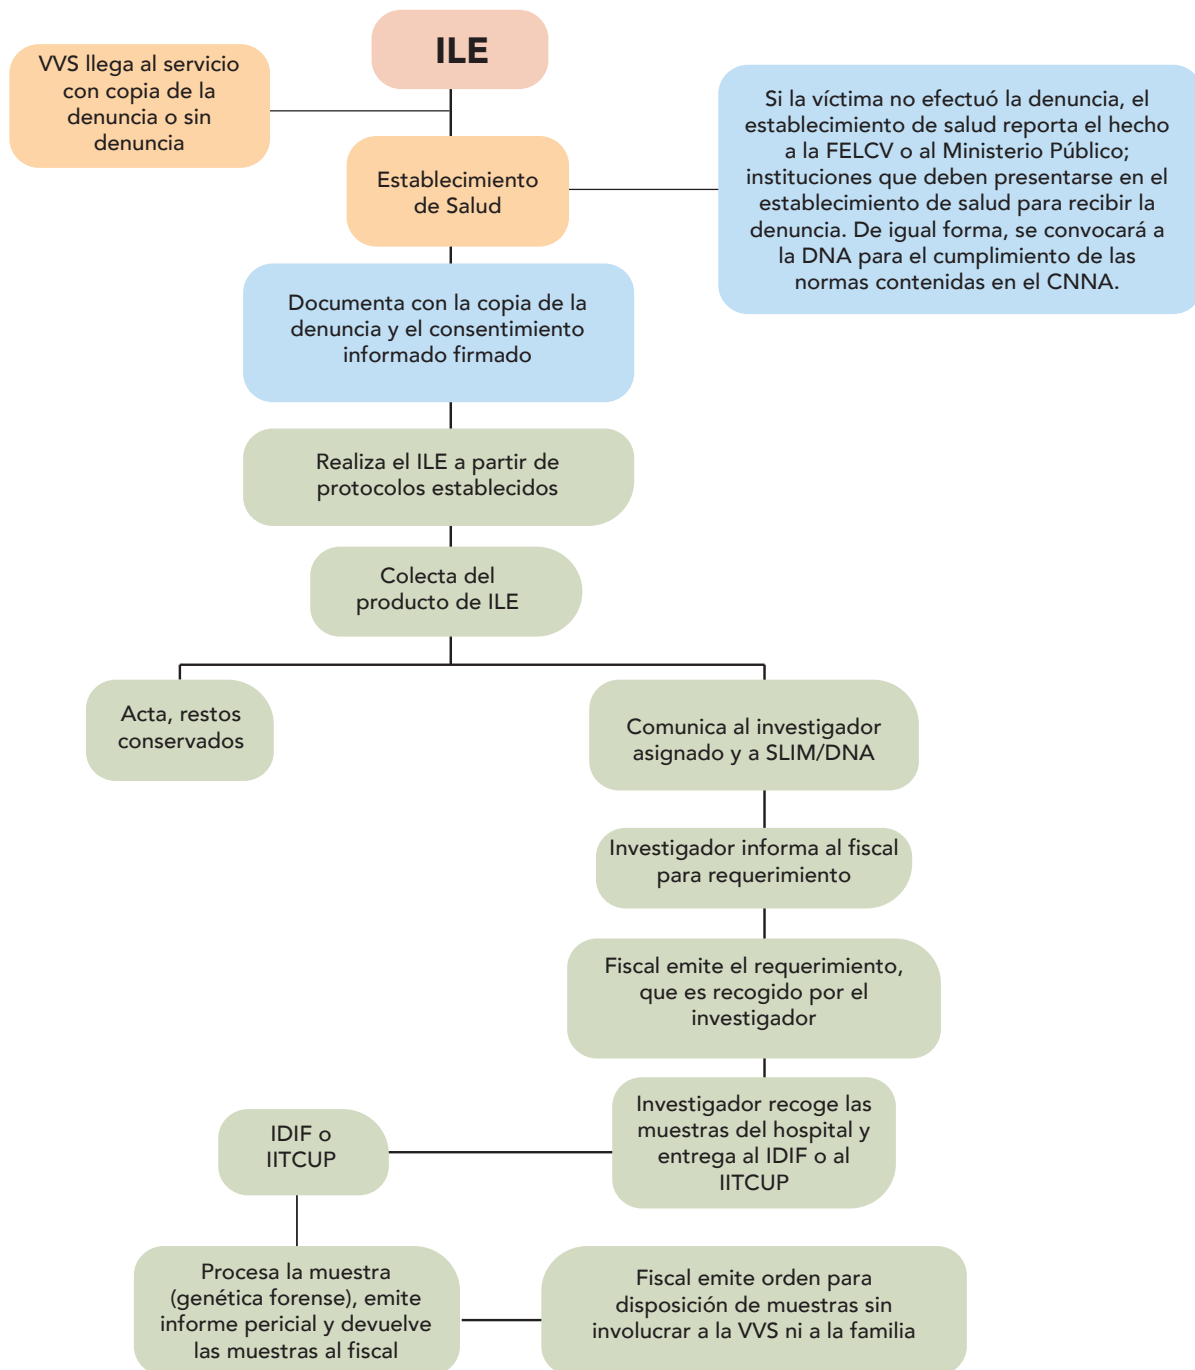 ILE
VVS llega al servicio
con copia de la
denuncia o sin
denuncia
Establecimiento
de Salud
Si la víctima no efectuó la denuncia, el
establecimiento de salud reporta el hecho
a la FELCV o al Ministerio Público;
instituciones que deben presentarse en el
establecimiento de salud para recibir la
denuncia. De igual forma, se convocará a
la DNA para el cumplimiento de las
normas contenidas en el CNNA.
Documenta con la copia de la
denuncia y el consentimiento
informado firmado
Realiza el ILE a partir de
protocolos establecidos
Colecta del
producto de ILE
Acta, restos
conservados
Comunica al investigador
asignado y a SLIM/DNA
Investigador informa al fiscal
para requerimiento
Fiscal emite el requerimiento,
que es recogido por el
investigador
Investigador recoge las
muestras del hospital y
entrega al IDIF o al
IITCUP
IDIF o
IITCUP
Procesa la muestra
(genética forense), emite
informe pericial y devuelve
las muestras al fiscal
Fiscal emite orden para
disposición de muestras sin
involucrar a la VVS ni a la familia